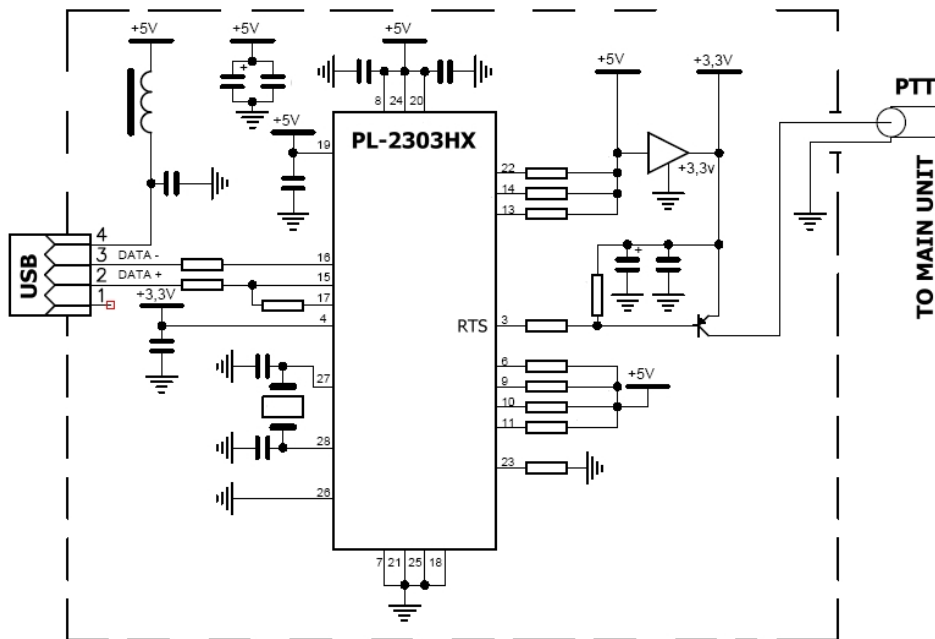 +5V
+5V
+5V
+5V
+3,3V
PTT
8 24 20
+5V
PL-2303HX
19
22
+3,3v
14
13
4
3 DATA -
16
2 DATA +
15
1
17
+3,3V
4
USB
RTS 3
TO MAIN UNIT
6
27
9
+5V
10
11
28
23
26
7 21 25 18